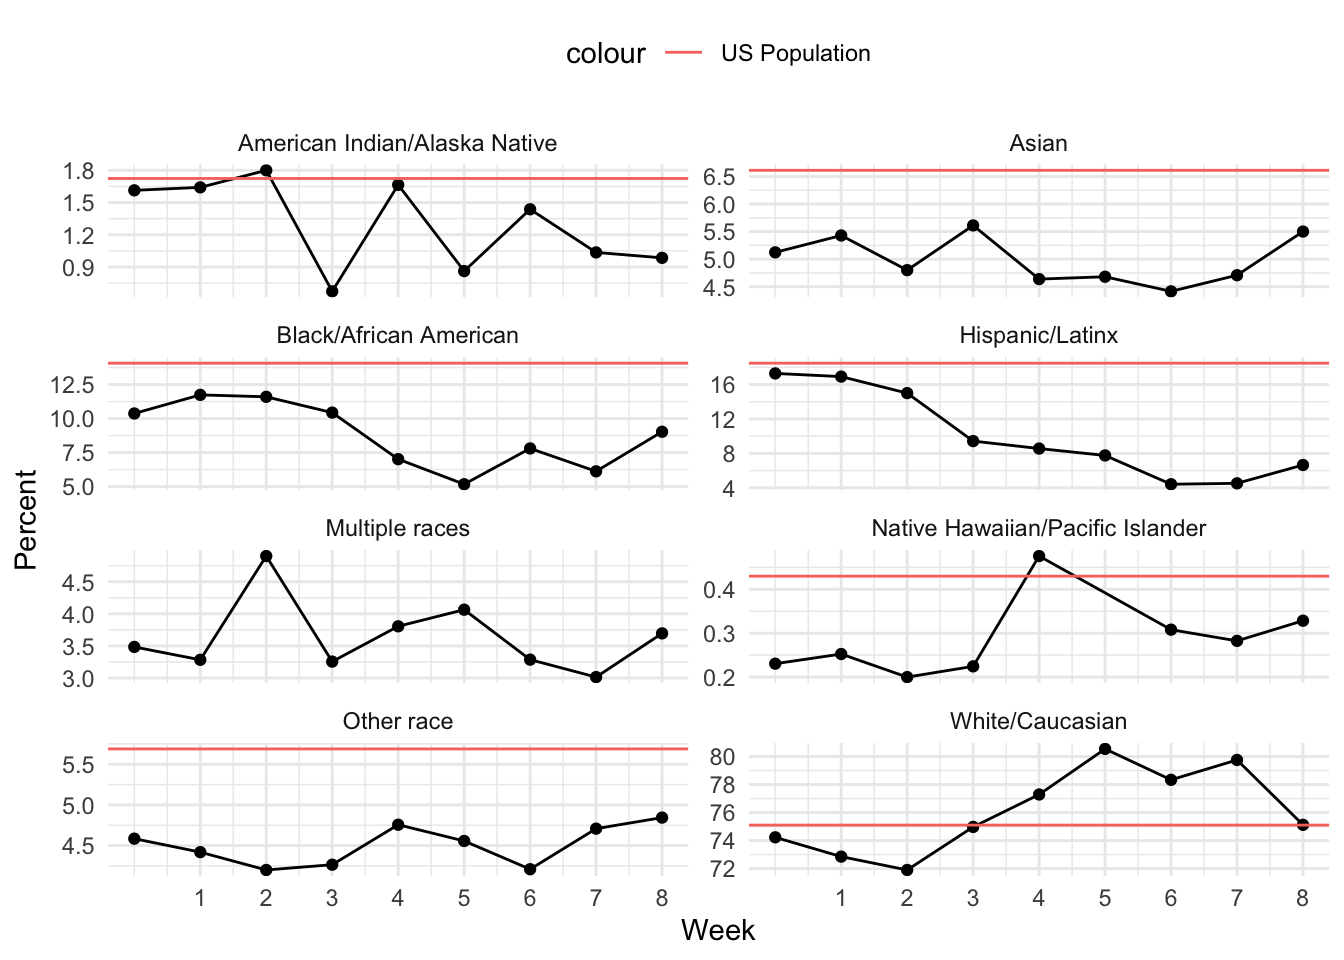 colour US Population
American Indian/Alaska Native
1.8
1.5
1.2
0.9
Asian
6.5
6.0
5.5
5.0
4.5
Black/African American
12.5
10.0
7.5
5.0
Hispanic/Latinx
16
12
8
4
Multiple races
4.5
4.0
3.5
3.0
Native Hawaiian/Pacific Islander
0.4
0.3
0.2
Other race
5.5
5.0
4.5
White/Caucasian
80
78
76
74
72
1 2 3 4 5 6 7 8
1 2 3 4 5 6 7 8
Week
Percent